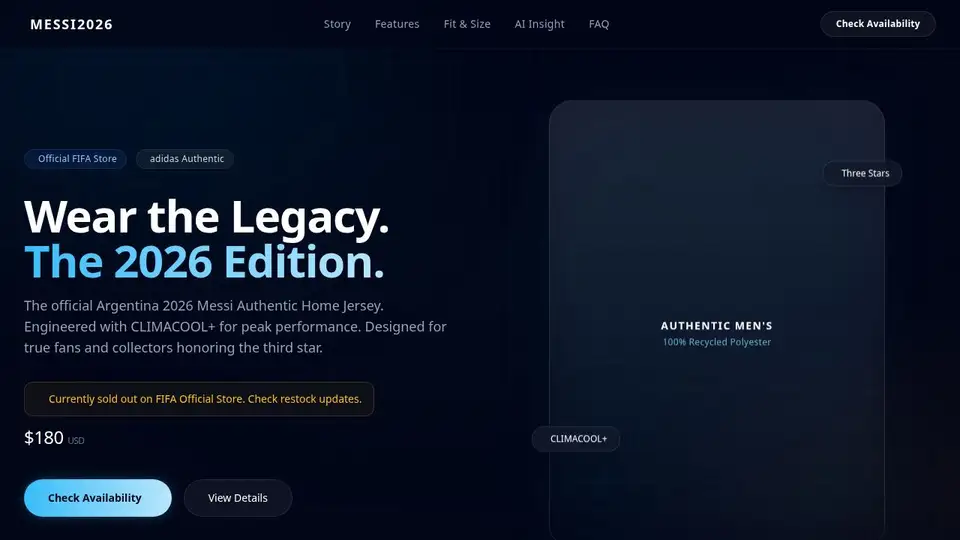 MESSI2026
Story
Features
Fit & Size
AI Insight
FAQ
Check Availability
Official FIFA Store
adidas Authentic
Wear the Legacy.
The 2026 Edition.
The official Argentina 2026 Messi Authentic Home Jersey.
Engineered with CLIMACOOL+ for peak performance. Designed for
true fans and collectors honoring the third star.
Currently sold out on FIFA Official Store. Check restock updates.
$180 USD
Check Availability
View Details
Three Stars
AUTHENTIC MEN'S
100% Recycled Polyester
CLIMACOOL+